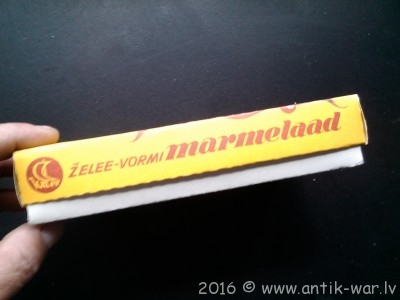 ŽELEE-VORMI marmelaad
2016 © www.antik-war.lv